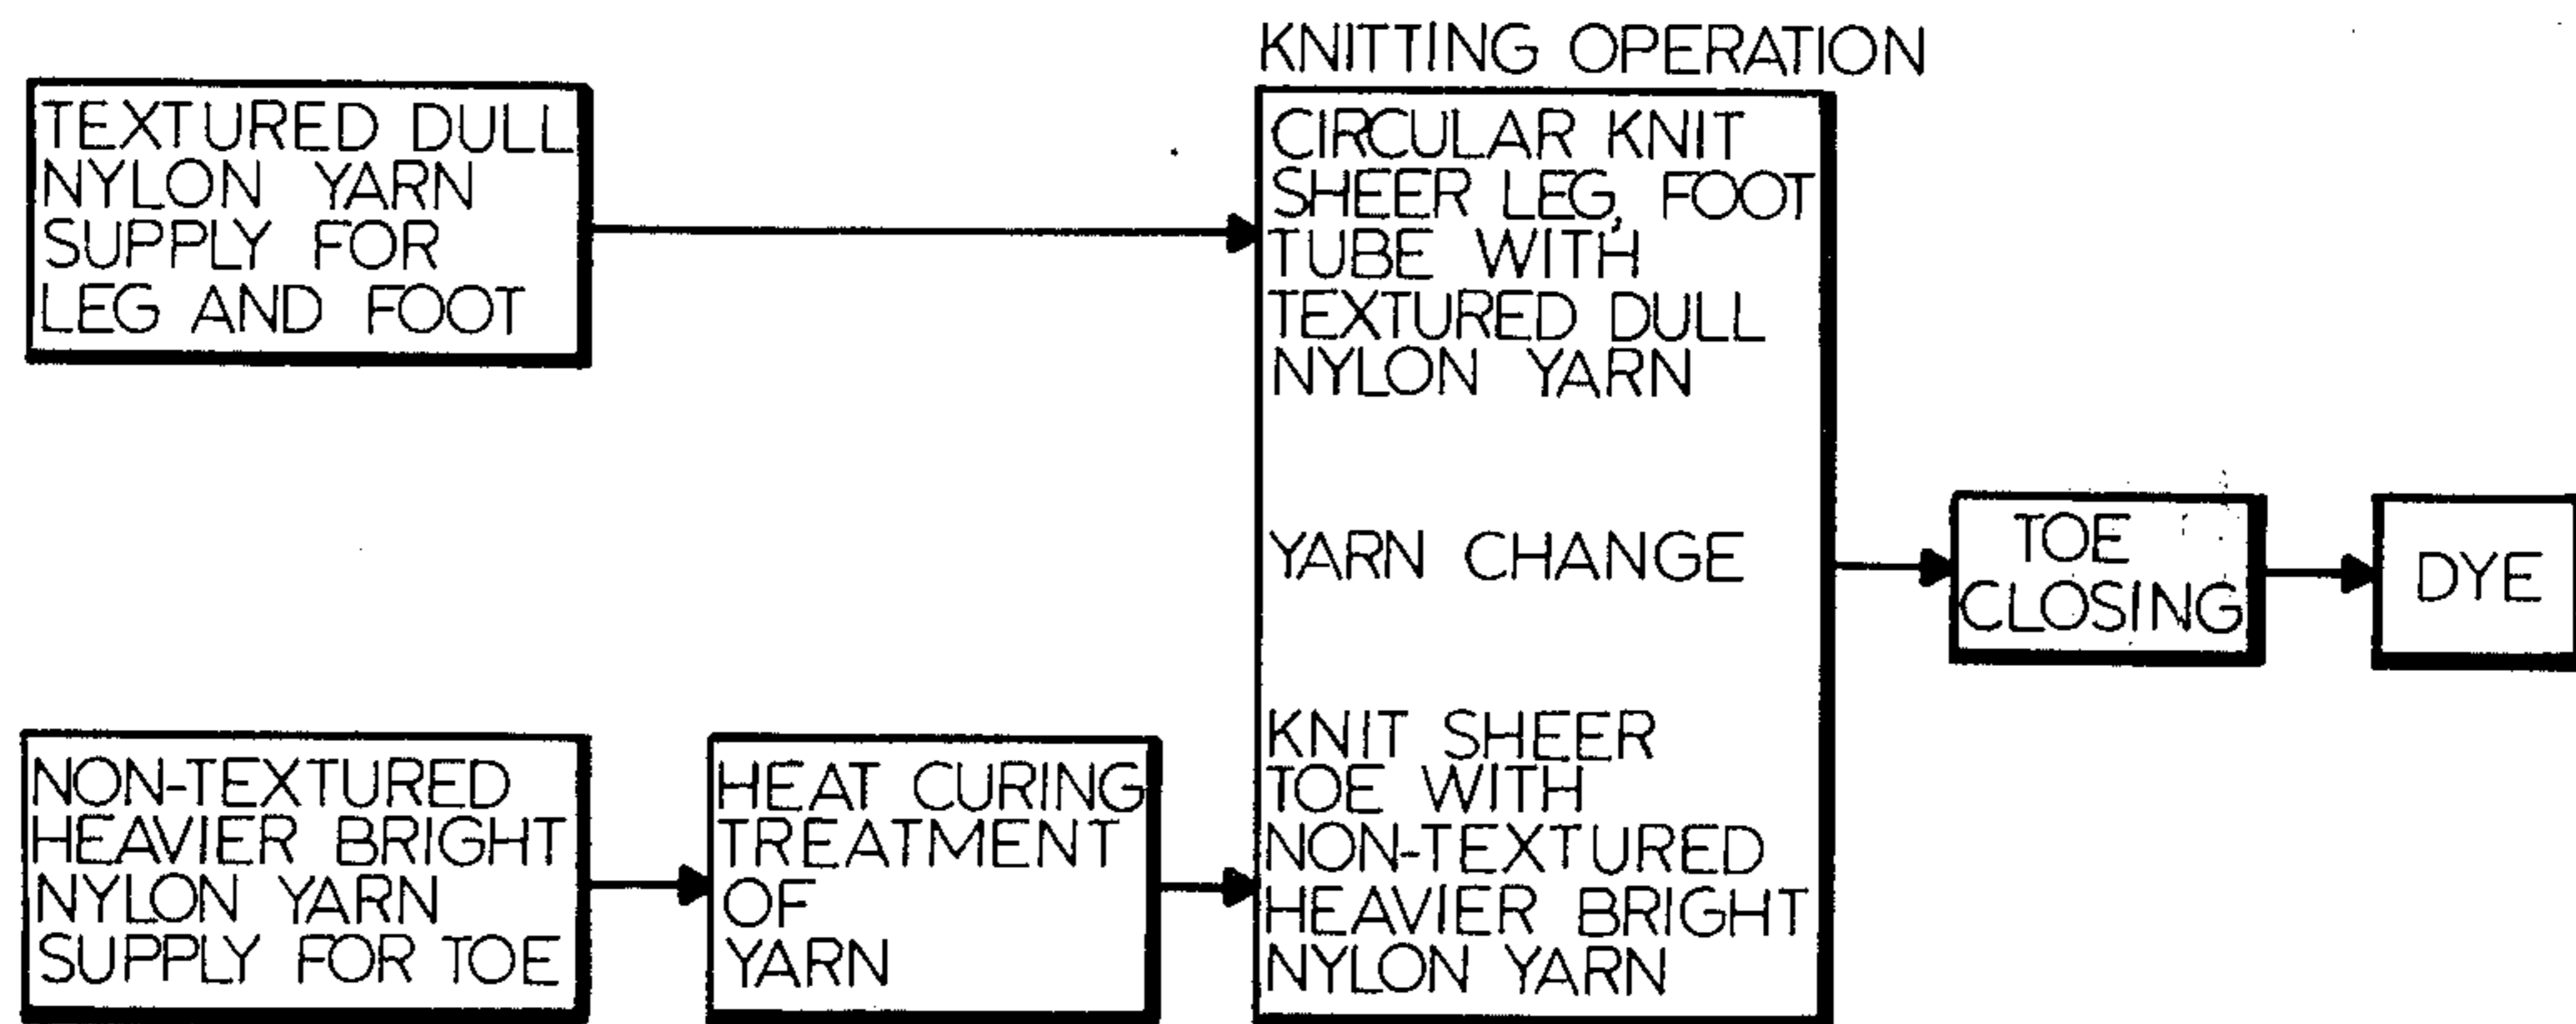 KNITTING OPERATION
TEXTURED DULL
NYLON YARN
SUPPLY FOR
LEG AND FOOT
CIRCULAR KNIT
SHEER LEG, FOOT
TUBE WITH
TEXTURED DULL
NYLON YARN
YARN CHANGE
NON-TEXTURED
HEAVIER BRIGHT
NYLON YARN
SUPPLY FOR TOE
HEAT CURING
TREATMENT
OF
YARN
KNIT SHEER
TOE WITH
NON-TEXTURED
HEAVIER BRIGHT
NYLON YARN
TOE
CLOSING
DYE